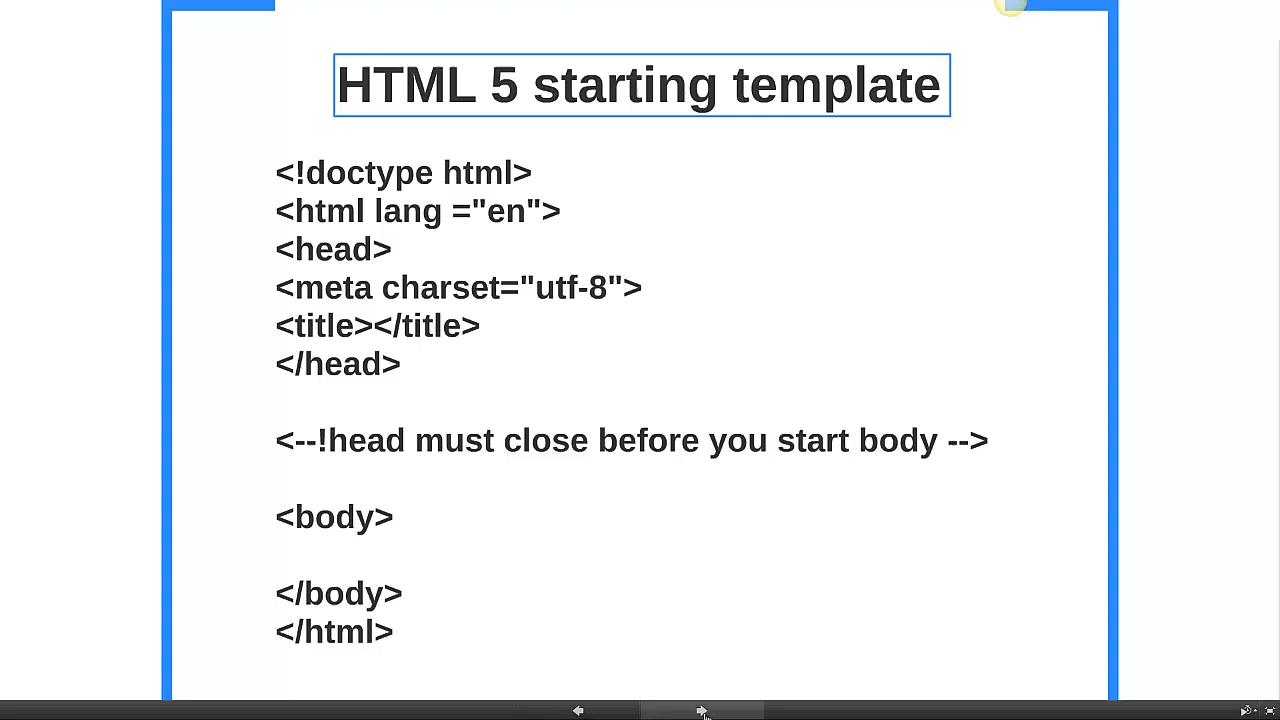 HTML 5 starting template
<!doctype html>
<html lang ="en">
<head>
<meta charset="utf-8">
<title></title>
</head>
<--!head must close before you start body -->
<body>
</body>
</html>